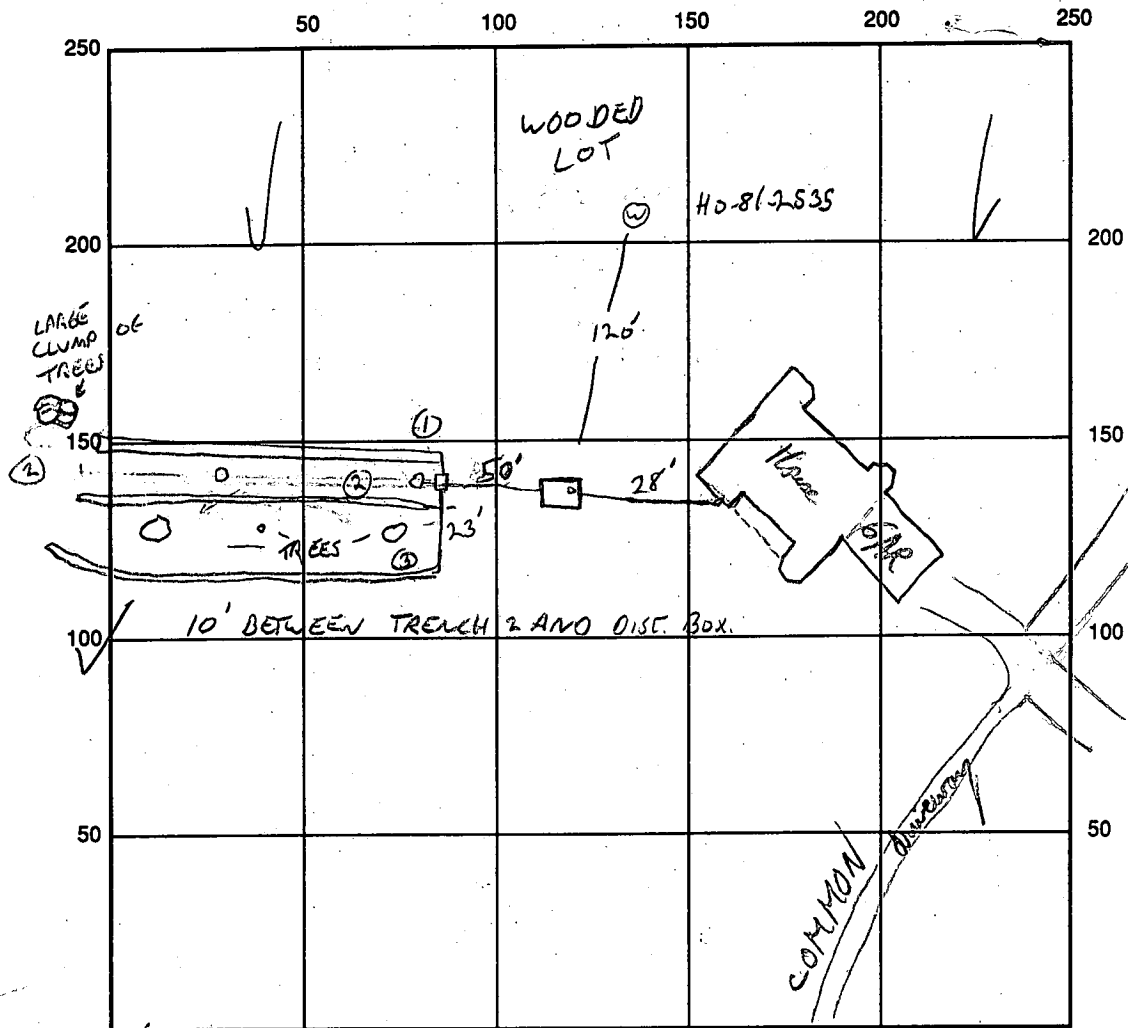 50 100 150 200 250
250
WOODED
LOT
HO-81-2535
200 200
LARGE
CLUMP OF
TREES
120'
150 150
①
②
② 50' 28'
House
GAR
23'
TREES
③
10' BETWEEN TRENCH 2 AND DIST. BOX.
100 100
50 50
COMMON Driveway